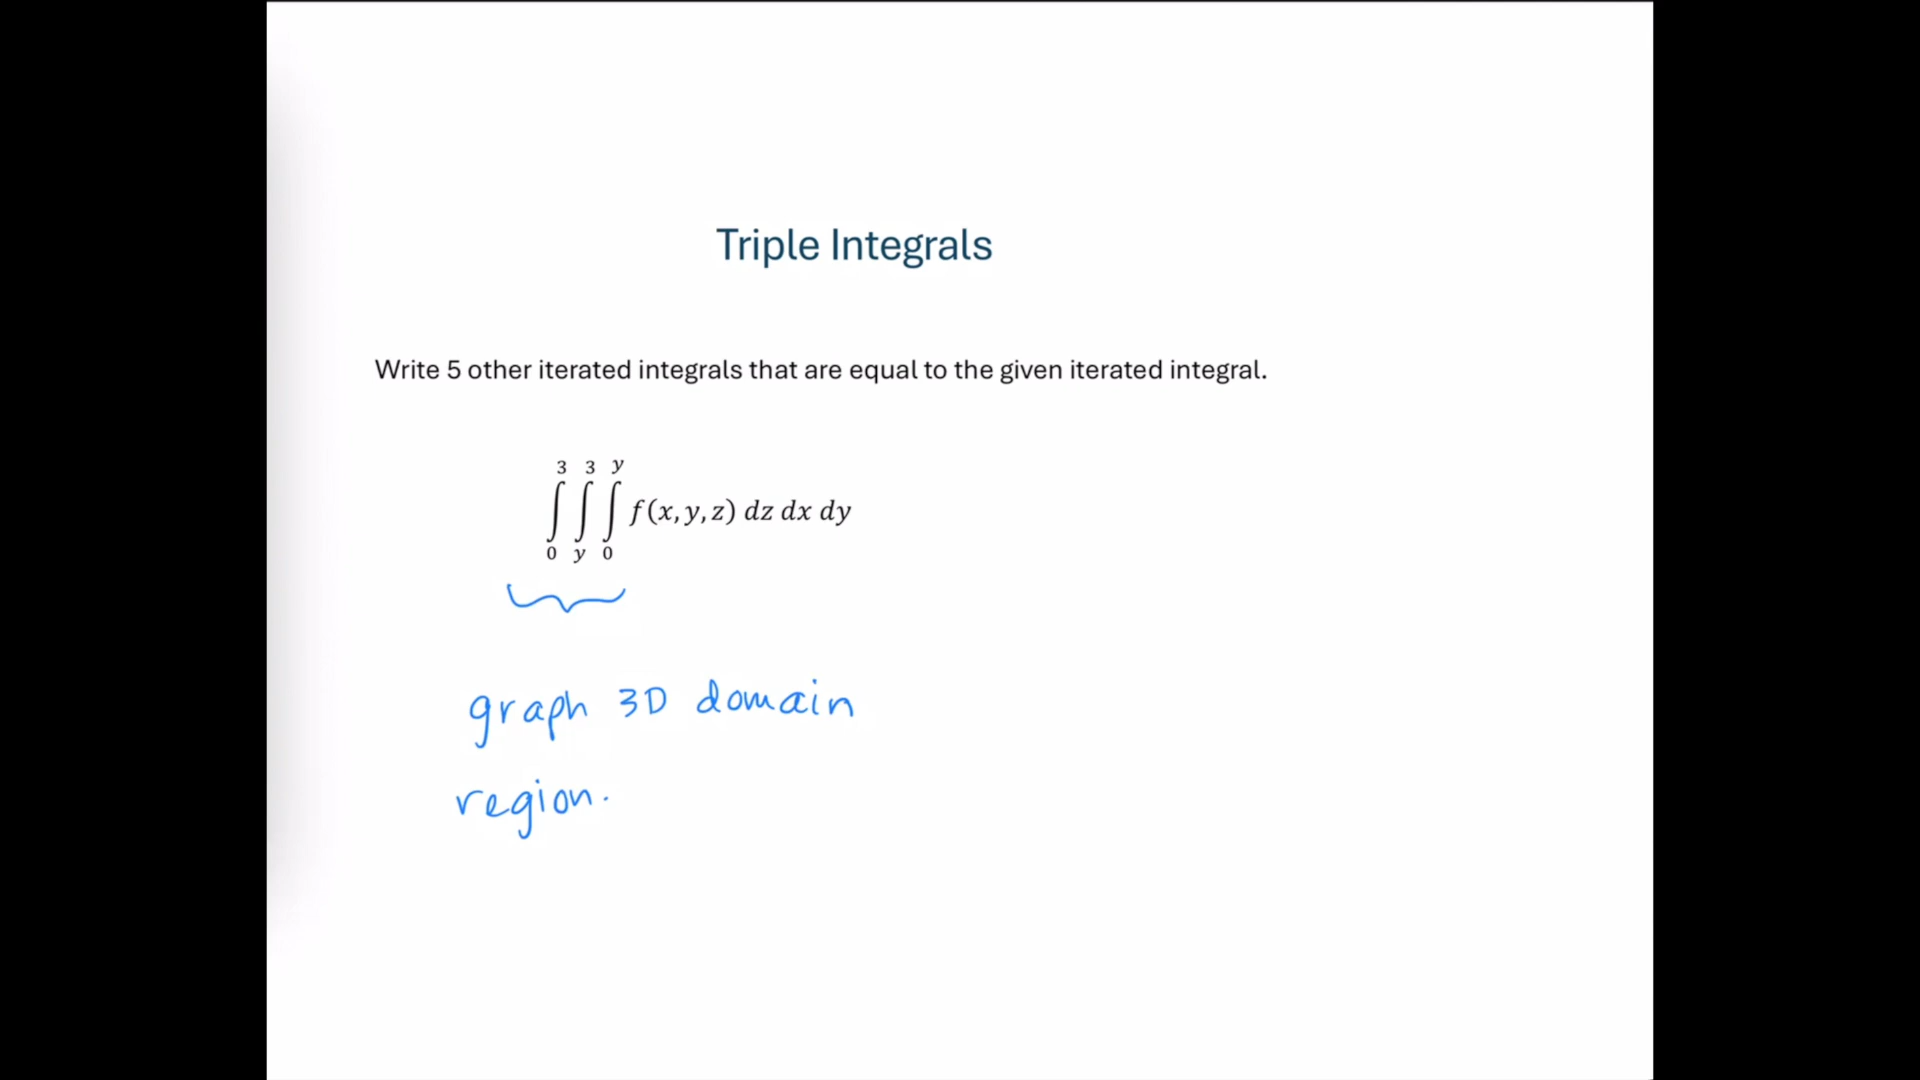 Triple Integrals
Write 5 other iterated integrals that are equal to the given iterated integral.
3 3 y
∫ ∫ ∫ f(x, y, z) dz dx dy
0 y 0
graph 3D domain
region.